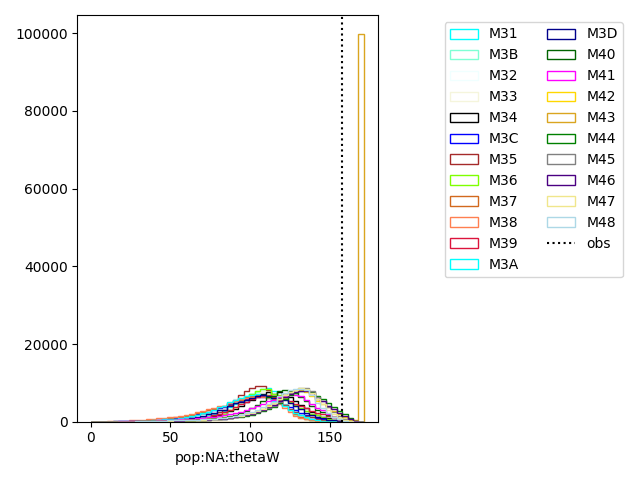 100000
80000
60000
40000
20000
0
0 50 100 150
pop:NA:thetaW
M31 M3D
M3B M40
M32 M41
M33 M42
M34 M43
M3C M44
M35 M45
M36 M46
M37 M47
M38 M48
M39 obs
M3A